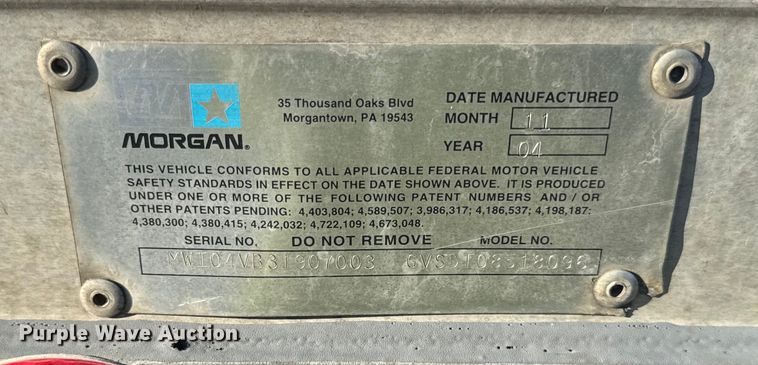 MORGAN®
35 Thousand Oaks Blvd
Morgantown, PA 19543
DATE MANUFACTURED
MONTH 11
YEAR 04
THIS VEHICLE CONFORMS TO ALL APPLICABLE FEDERAL MOTOR VEHICLE
SAFETY STANDARDS IN EFFECT ON THE DATE SHOWN ABOVE. IT IS PRODUCED
UNDER ONE OR MORE OF THE FOLLOWING PATENT NUMBERS AND / OR
OTHER PATENTS PENDING: 4,403,804; 4,589,507; 3,986,317; 4,186,537; 4,198,187;
4,380,300; 4,380,415; 4,242,032; 4,722,109; 4,673,048
SERIAL NO. DO NOT REMOVE MODEL NO.
Purple Wave Auction